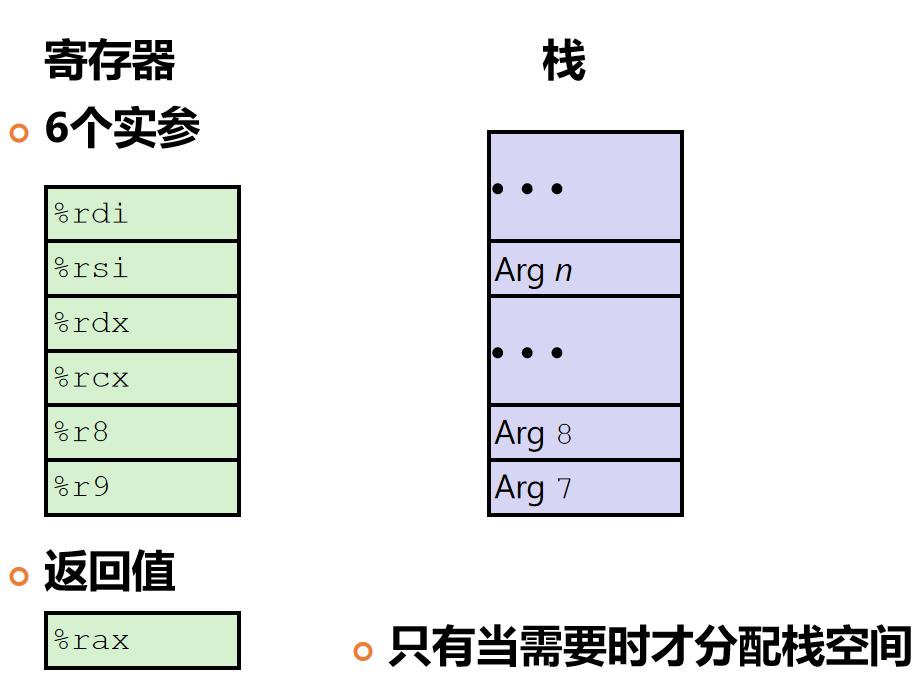 寄存器
6个实参
%rdi
%rsi
%rdx
%rcx
%r8
%r9
返回值
%rax
栈
• • •
Arg n
• • •
Arg 8
Arg 7
只有当需要时才分配栈空间